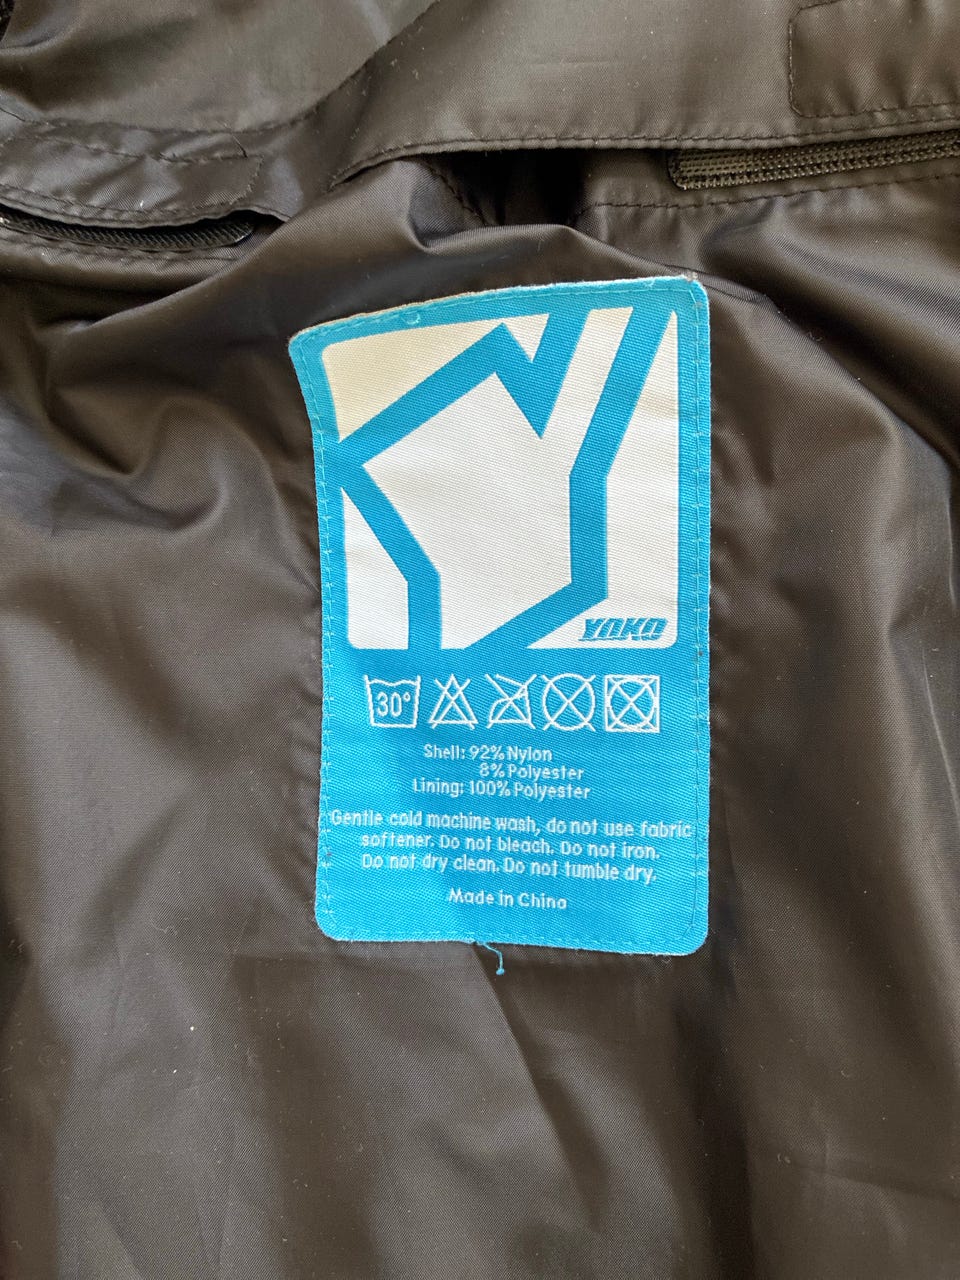 YAKO
30°
Shell: 92% Nylon
8% Polyester
Lining: 100% Polyester
Gentle cold machine wash, do not use fabric
softener. Do not bleach. Do not iron.
Do not dry clean. Do not tumble dry.
Made in China